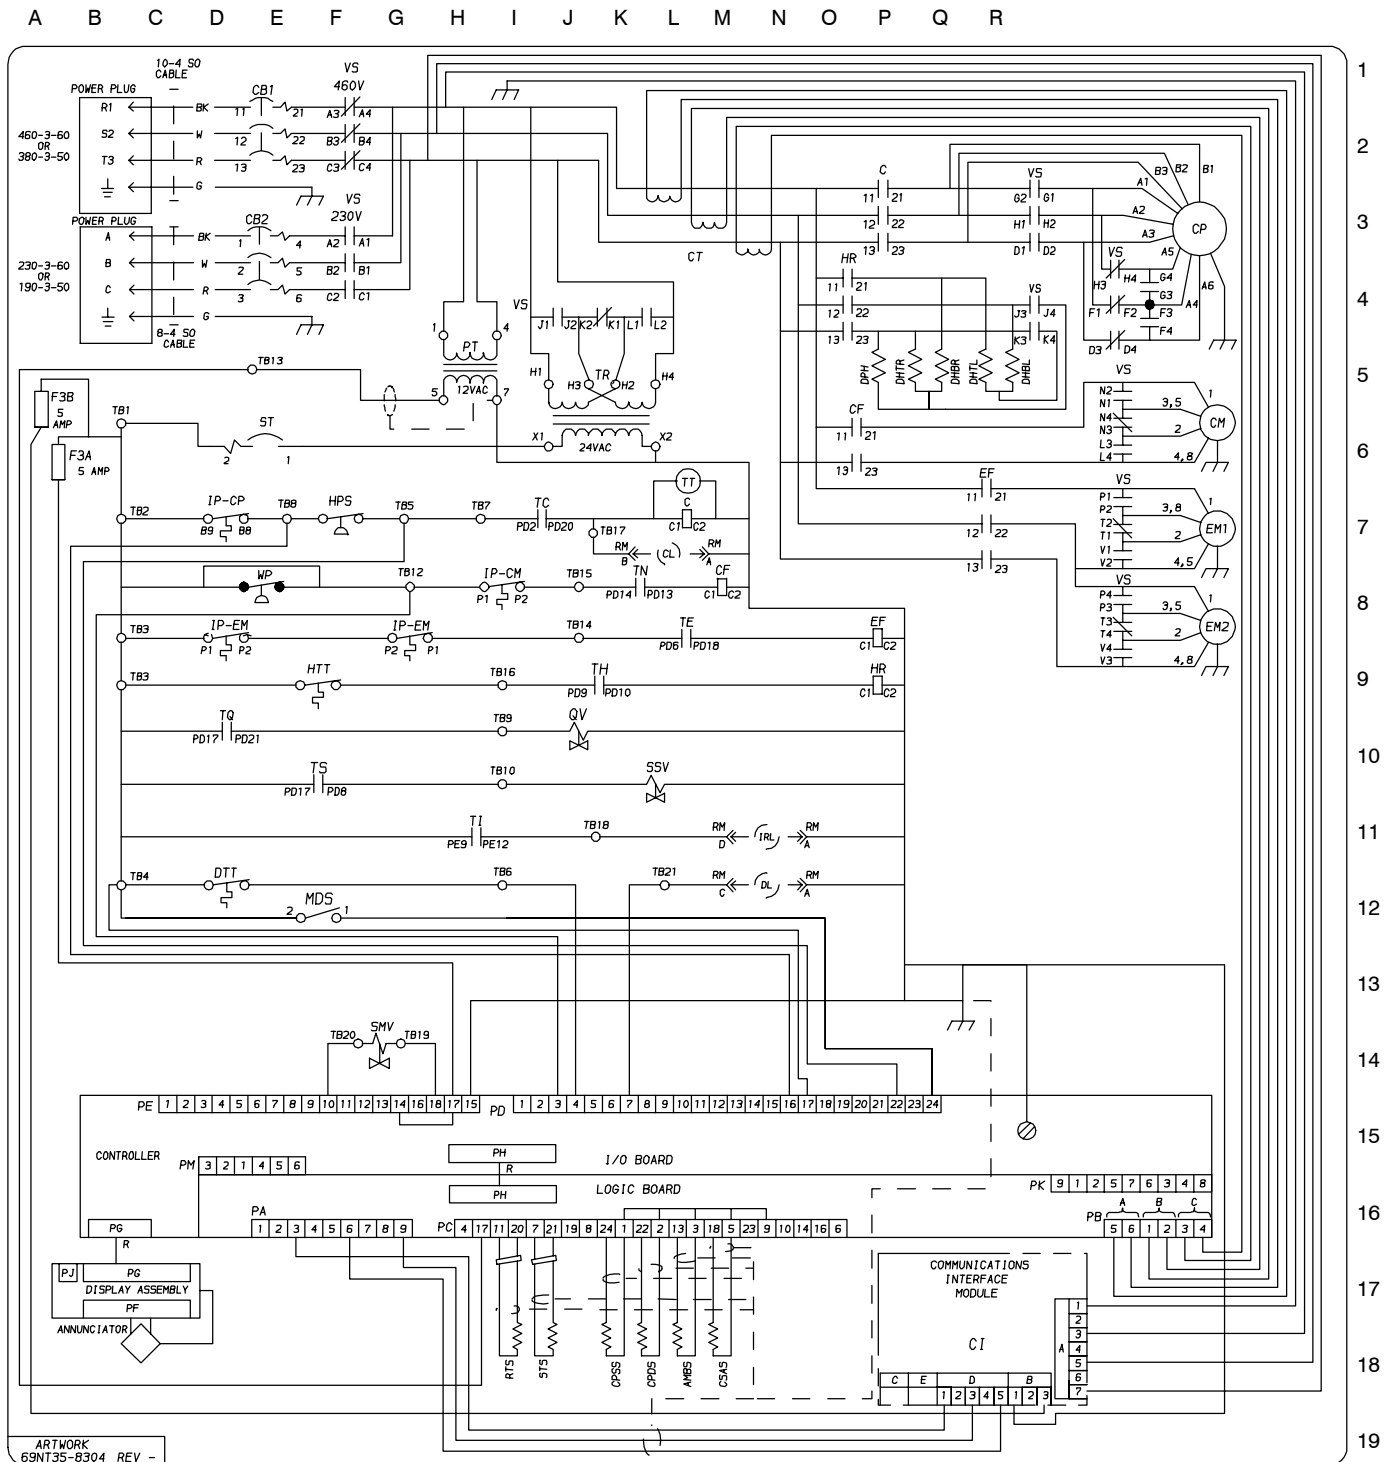 A B C D E F G H I J K L M N O P Q R
1
2
3
4
5
6
7
8
9
10
11
12
13
14
15
16
17
18
19
10-4 SO
CABLE
POWER PLUG
VS
460V
CB1
R1 BK 11 21 A3 A4
460-3-60
OR
380-3-50
S2 W 12 22 B3 B4
T3 R 13 23 C3 C4
G
POWER PLUG
VS
230V
CB2
A BK 1 4 A2 A1
230-3-60
OR
190-3-50
B W 2 5 B2 B1
C R 3 6 C2 C1
G
8-4 SO
CABLE
CT
C
11 21
12 22
13 23
VS
G2 G1
H1 H2
D1 D2
B3 B2 B1
A1
A2
A3
A5
A4
A6
CP
VS
H3 H4
G4
G3
F1 F2
F3
F4
D3 D4
HR
11 21
12 22
13 23
VS
J3 J4
K3 K4
DPH
DHTR
DHBR
DHTL
DHBL
VS
J1 J2 K2 K1 L1 L2
1 4
PT
5 12VAC 7
H1 H3 TR H2 H4
X1 24VAC X2
TB13
F3B
5
AMP
F3A
5 AMP
TB1
ST
2 1
CF
11 21
13 23
VS
N2
N1
N4
N3
L3
L4
1
3,5
2
4,8
CM
EF
11 21
12 22
13 23
VS
P1
P2
T2
T1
V1
V2
1
3,8
2
4,5
EM1
VS
P4
P3
T3
T4
V4
V3
1
3,5
2
4,8
EM2
TT
TB2 IP-CP TB8 HPS TB5 TB7 TC C
B9 B8 PD2 PD20 C1 C2
TB17
RM
B
CL
RM
A
WP TB12 IP-CM TB15 TN CF
P1 P2 PD14 PD13 C1 C2
TB3 IP-EM IP-EM TB14 TE EF
P1 P2 P2 P1 PD6 PD18 C1 C2
TB3 HTT TB16 TH HR
PD9 PD10 C1 C2
TQ TB9 QV
PD17 PD21
TS TB10 SSV
PD17 PD8
TI TB18 RM IRL RM
PE9 PE12 D A
TB4 DTT TB6 TB21 RM DL RM
C A
MDS
2 1
TB20 SMV TB19
PE 1 2 3 4 5 6 7 8 9 10 11 12 13 14 16 18 17 15
PD 1 2 3 4 5 6 7 8 9 10 11 12 13 14 15 16 17 18 19 20 21 22 23 24
CONTROLLER
PM 3 2 1 4 5 6
PH
R
PH
I/O BOARD
LOGIC BOARD
PK 9 1 2 5 7 6 3 4 8
PA
1 2 3 4 5 6 7 8 9
PC 4 17 11 20 7 21 19 8 24 1 22 2 13 3 18 5 23 9 10 14 16 6
A B C
PB 5 6 1 2 3 4
PG
R
PJ PG
DISPLAY ASSEMBLY
PF
ANNUNCIATOR
RTS
STS
CPSS
CPDS
AMBS
CSAS
COMMUNICATIONS
INTERFACE
MODULE
CI
A
1
2
3
4
5
6
7
C E D B
1 2 3 4 5 1 2 3
ARTWORK
69NT35-8304 REV -